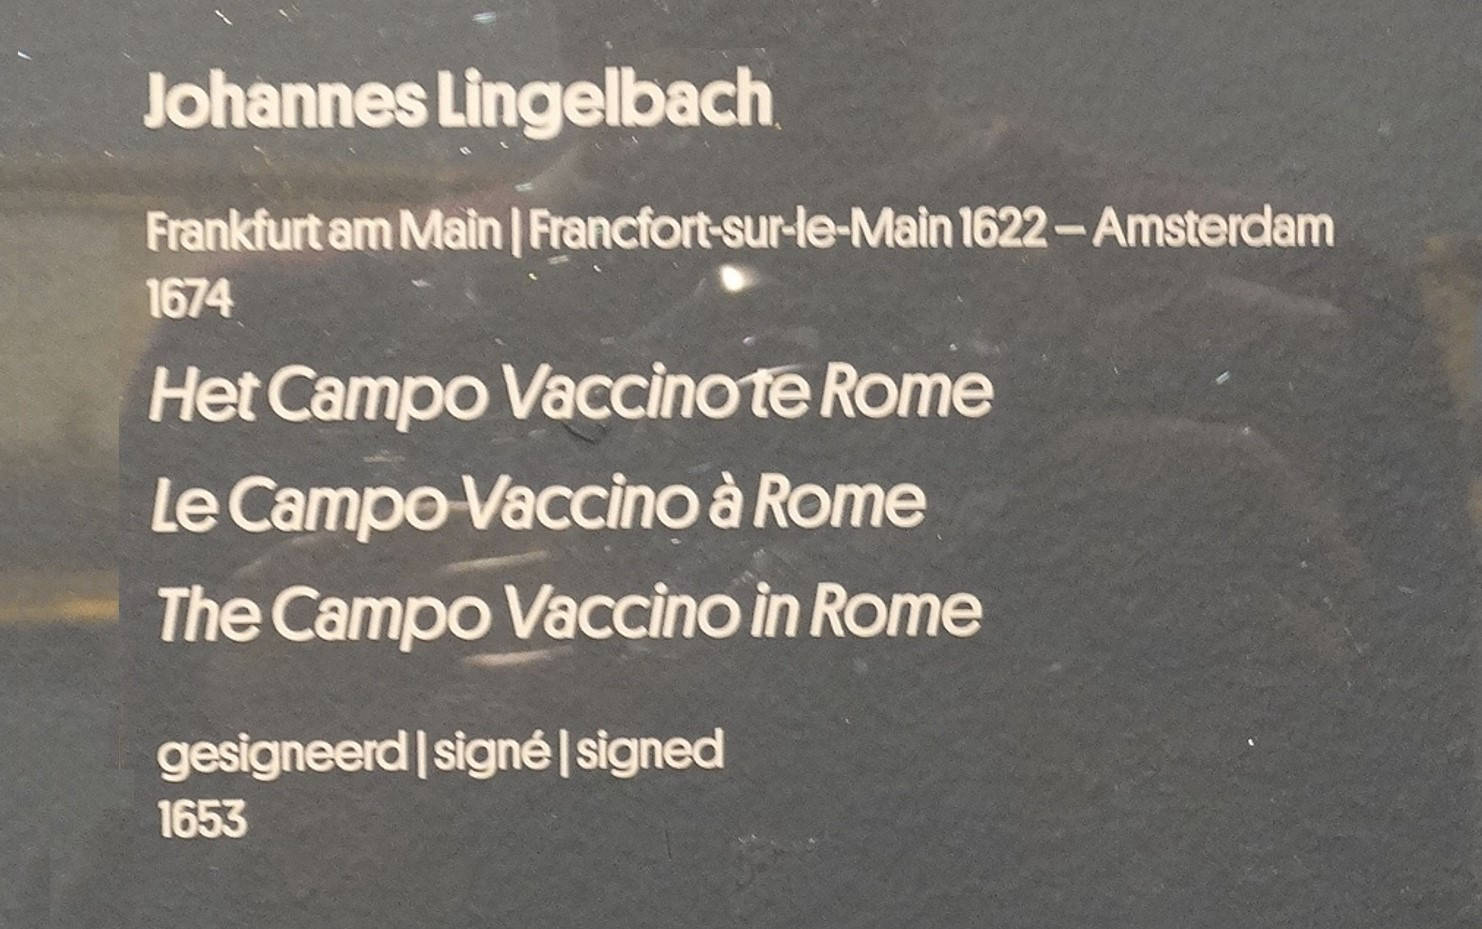 Johannes Lingelbach
Frankfurt am Main | Francfort-sur-le-Main 1622 – Amsterdam
1674
Het Campo Vaccino te Rome
Le Campo Vaccino à Rome
The Campo Vaccino in Rome
gesigneerd | signé | signed
1653